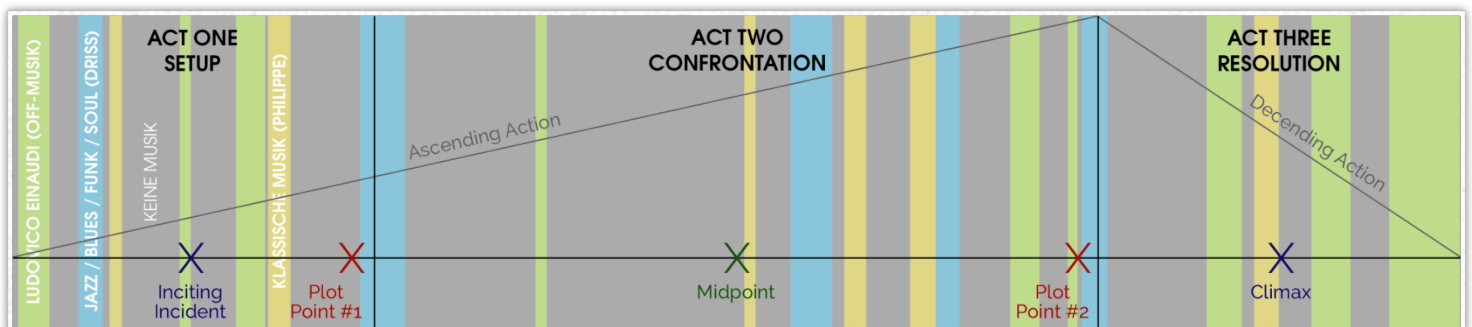 LUDOVICO EINAUDI (OFF-MUSIK)
JAZZ / BLUES / FUNK / SOUL (DRISS)
KEINE MUSIK
KLASSISCHE MUSIK (PHILIPPE)
ACT ONE
SETUP
ACT TWO
CONFRONTATION
ACT THREE
RESOLUTION
Ascending Action
Decending Action
Inciting
Incident
Plot
Point #1
Midpoint
Plot
Point #2
Climax